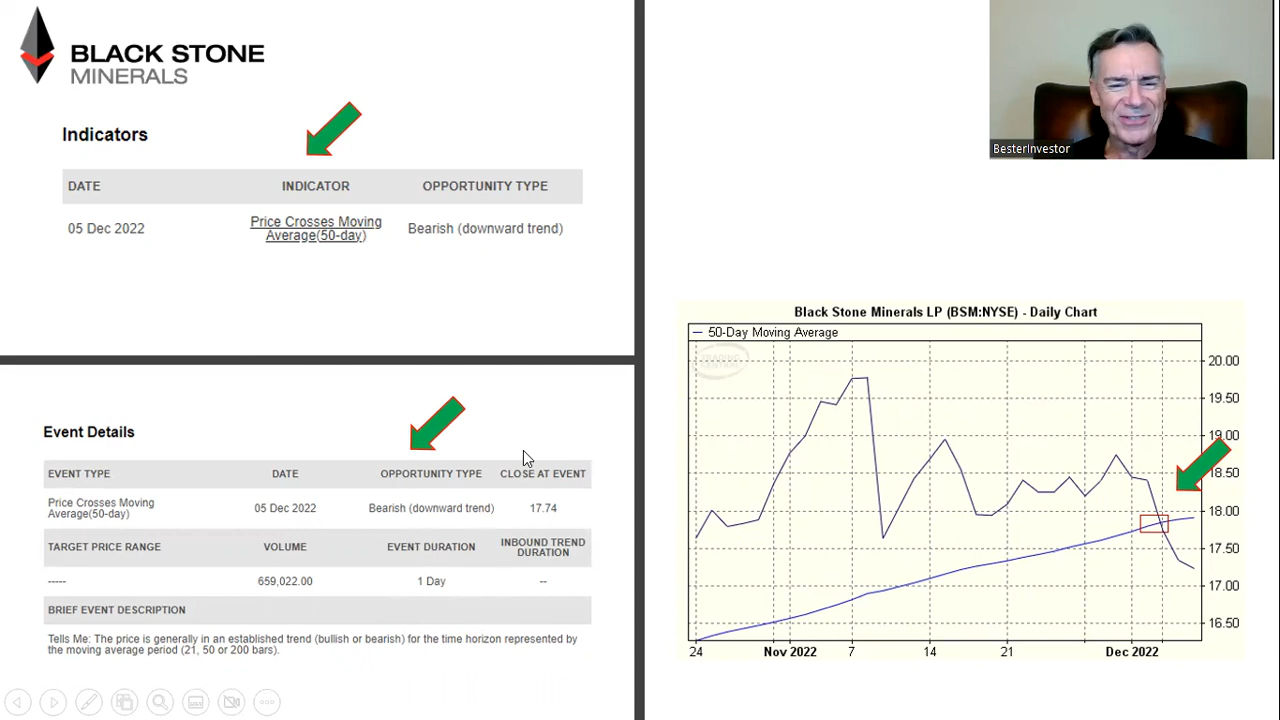 BLACK STONE
MINERALS
Indicators
DATE INDICATOR OPPORTUNITY TYPE
05 Dec 2022 Price Crosses Moving Average(50-day) Bearish (downward trend)
Event Details
EVENT TYPE DATE OPPORTUNITY TYPE CLOSE AT EVENT
Price Crosses Moving Average(50-day) 05 Dec 2022 Bearish (downward trend) 17.74
TARGET PRICE RANGE VOLUME EVENT DURATION INBOUND TREND DURATION
----- 659,022.00 1 Day --
BRIEF EVENT DESCRIPTION
Tells Me: The price is generally in an established trend (bullish or bearish) for the time horizon represented by
the moving average period (21, 50 or 200 bars).
BesterInvestor
Black Stone Minerals LP (BSM:NYSE) - Daily Chart
50-Day Moving Average
TRADING
CENTRAL
20.00
19.50
19.00
18.50
18.00
17.50
17.00
16.50
24 Nov 2022 7 14 21 Dec 2022